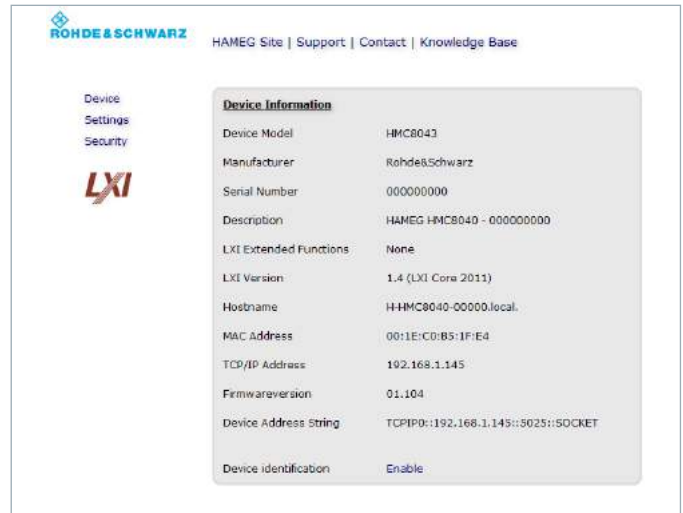 ROHDE&SCHWARZ
HAMEG Site | Support | Contact | Knowledge Base
Device
Settings
Security
LXI
Device Information
Device Model HMC8043
Manufacturer Rohde&Schwarz
Serial Number 000000000
Description HAMEG HMC8040 - 000000000
LXI Extended Functions None
LXI Version 1.4 (LXI Core 2011)
Hostname H-HMC8040-00000.local.
MAC Address 00:1E:C0:B5:1F:E4
TCP/IP Address 192.168.1.145
Firmwareversion 01.104
Device Address String TCPIP0::192.168.1.145::5025::SOCKET
Device identification Enable